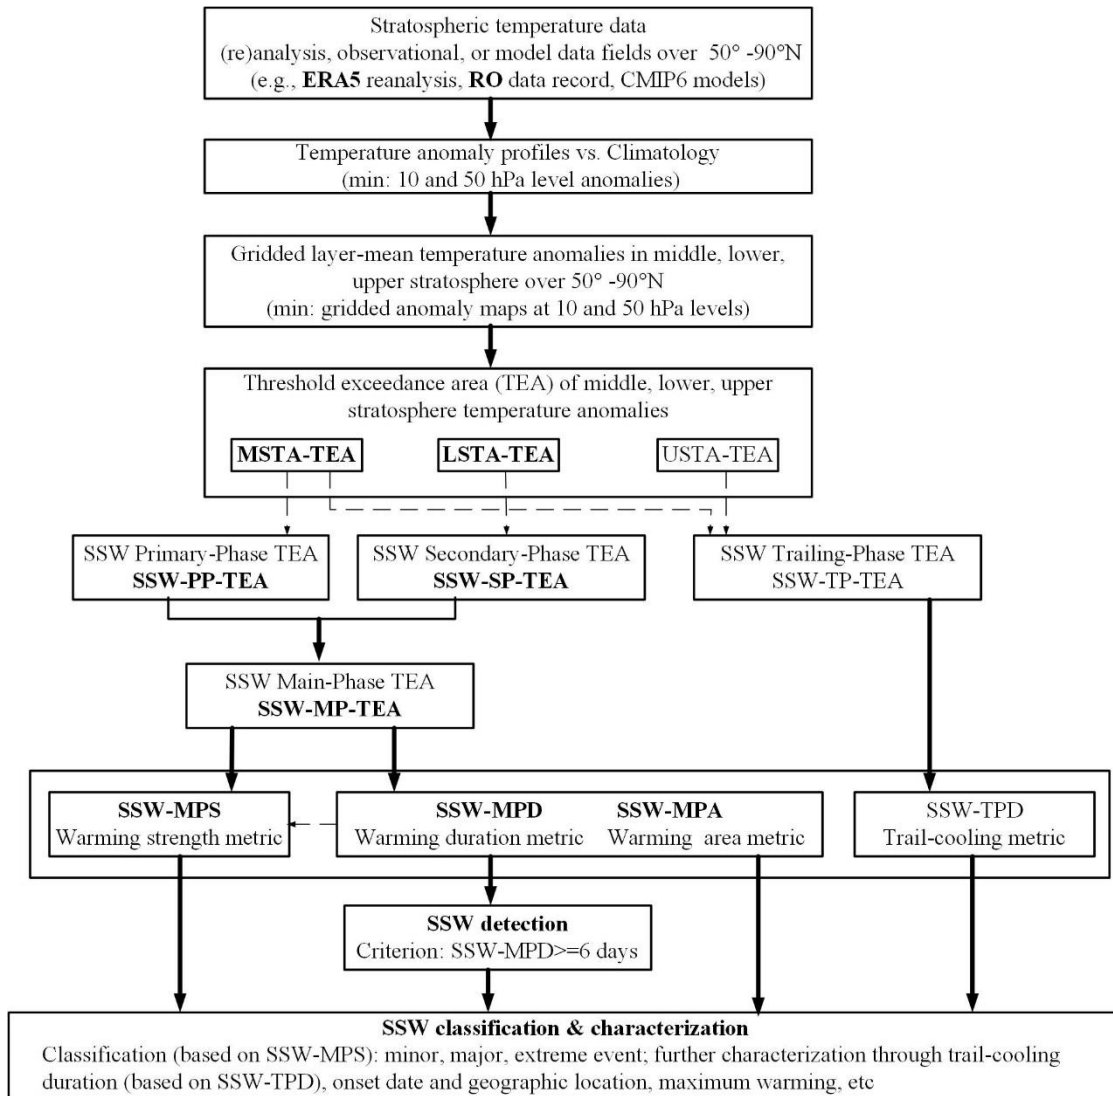 Stratospheric temperature data
(re)analysis, observational, or model data fields over 50° -90°N
(e.g., ERA5 reanalysis, RO data record, CMIP6 models)
Temperature anomaly profiles vs. Climatology
(min: 10 and 50 hPa level anomalies)
Gridded layer-mean temperature anomalies in middle, lower,
upper stratosphere over 50° -90°N
(min: gridded anomaly maps at 10 and 50 hPa levels)
Threshold exceedance area (TEA) of middle, lower, upper
stratosphere temperature anomalies
MSTA-TEA
LSTA-TEA
USTA-TEA
SSW Primary-Phase TEA
SSW-PP-TEA
SSW Secondary-Phase TEA
SSW-SP-TEA
SSW Trailing-Phase TEA
SSW-TP-TEA
SSW Main-Phase TEA
SSW-MP-TEA
SSW-MPS
Warming strength metric
SSW-MPD
Warming duration metric
SSW-MPA
Warming area metric
SSW-TPD
Trail-cooling metric
SSW detection
Criterion: SSW-MPD>=6 days
SSW classification & characterization
Classification (based on SSW-MPS): minor, major, extreme event; further characterization through trail-cooling
duration (based on SSW-TPD), onset date and geographic location, maximum warming, etc